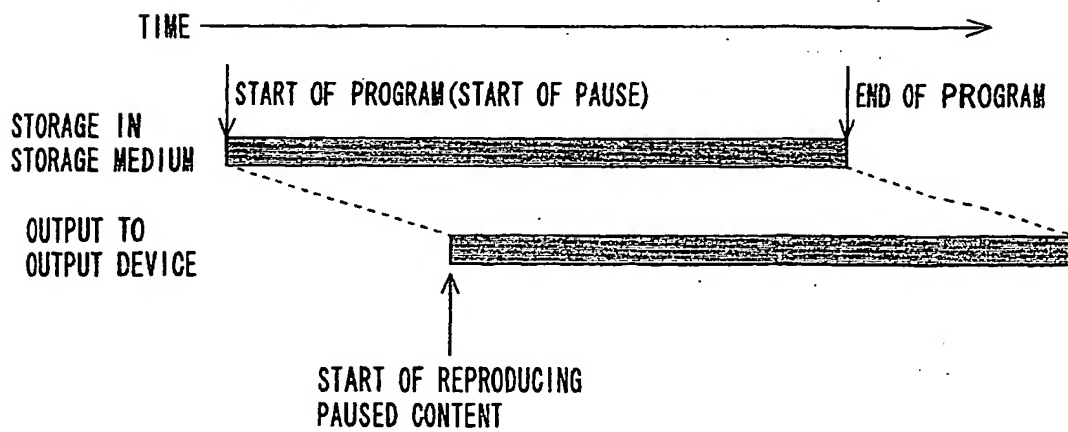 TIME
START OF PROGRAM(START OF PAUSE)
END OF PROGRAM
STORAGE IN
STORAGE MEDIUM
OUTPUT TO
OUTPUT DEVICE
START OF REPRODUCING
PAUSED CONTENT